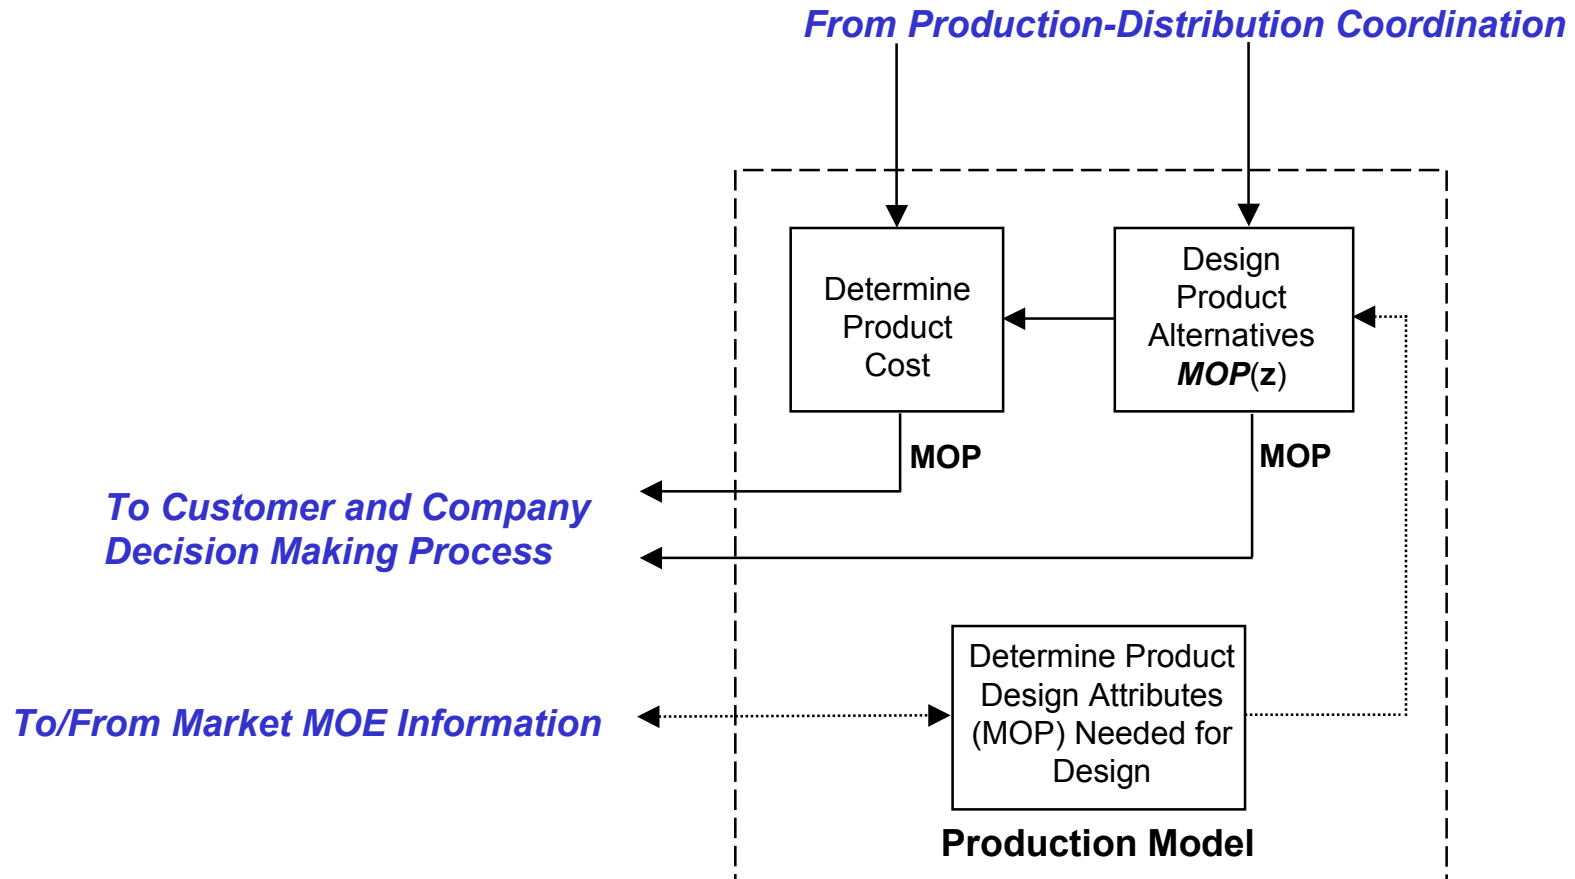 From Production-Distribution Coordination
Determine
Product
Cost
Design
Product
Alternatives
MOP(z)
MOP
MOP
To Customer and Company
Decision Making Process
Determine Product
Design Attributes
(MOP) Needed for
Design
To/From Market MOE Information
Production Model